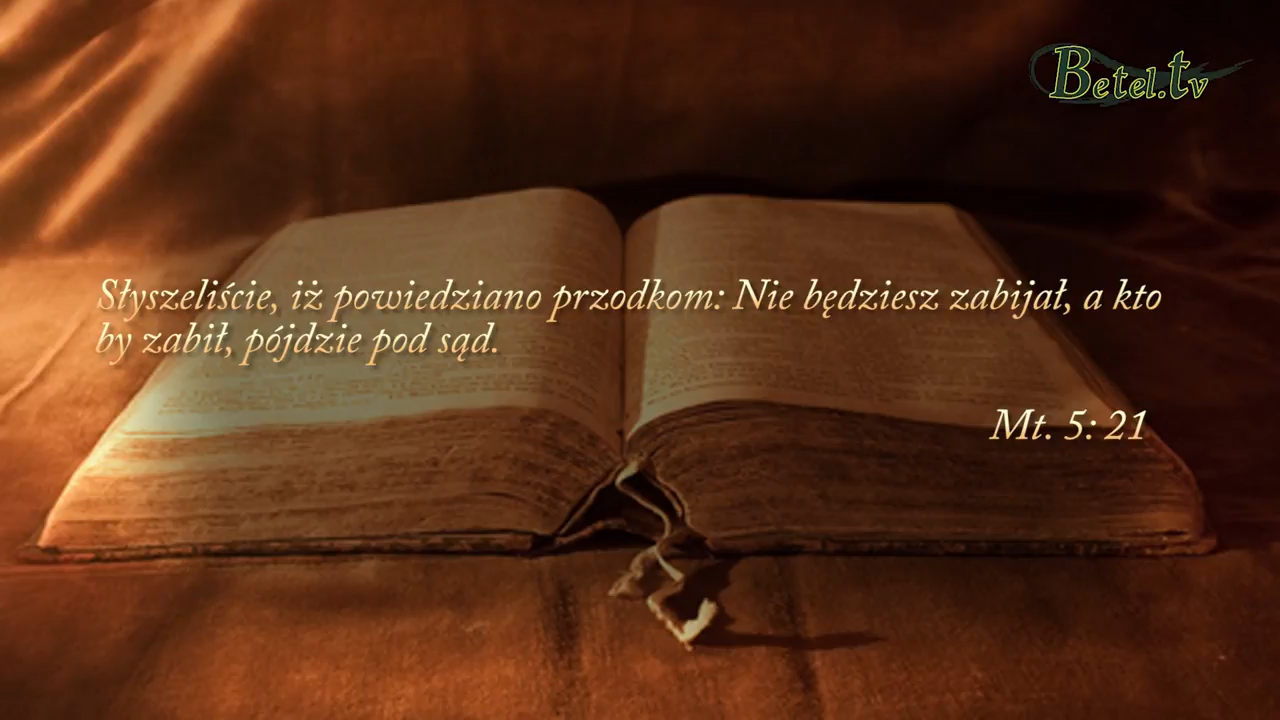 Betel.tv
Słyszeliście, iż powiedziano przodkom: Nie będziesz zabijał, a kto
by zabił, pójdzie pod sąd.
Mt. 5: 21